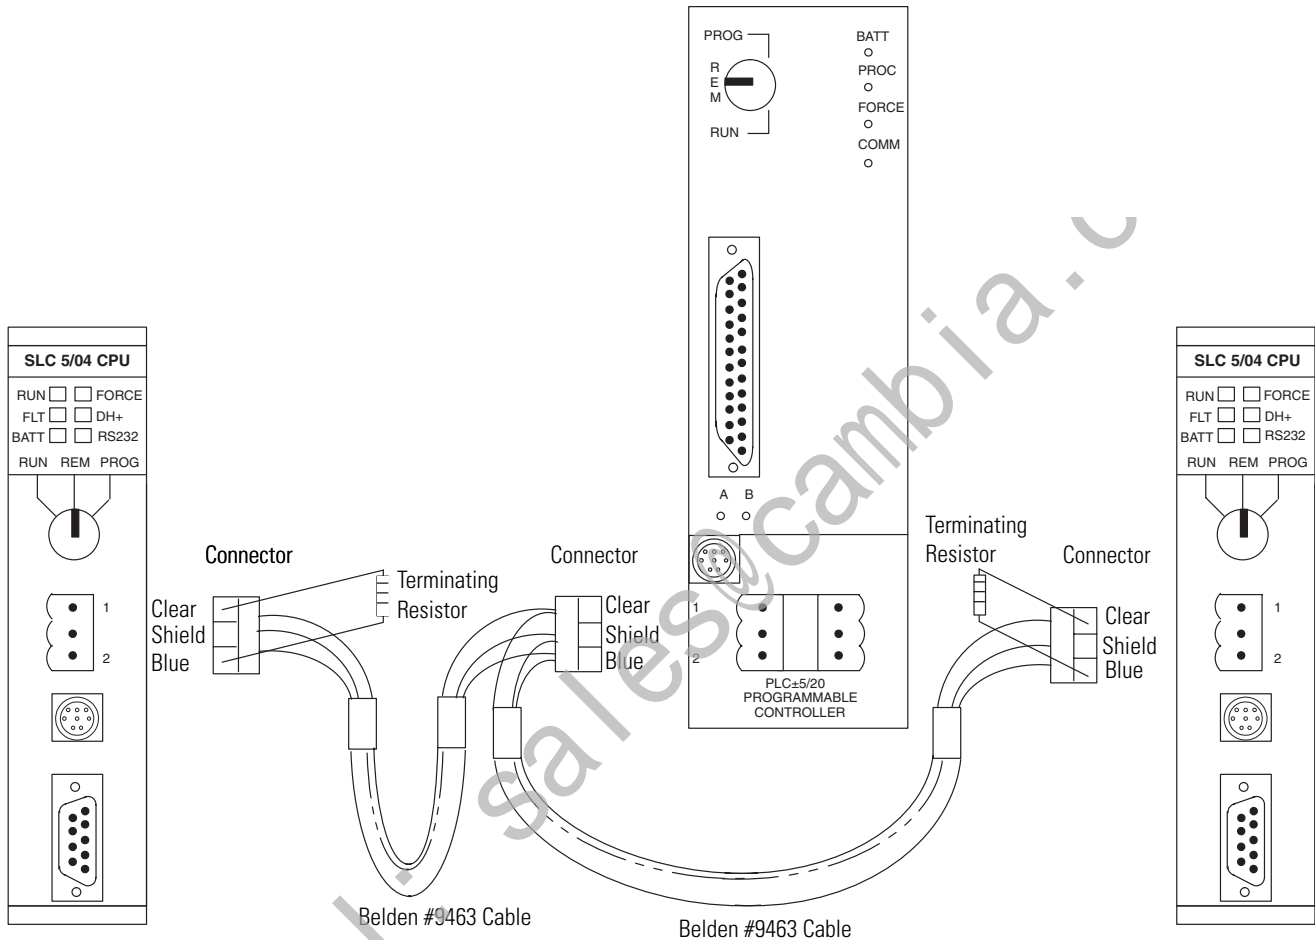 PROG
R
E
M
RUN
BATT
PROC
FORCE
COMM
A B
1
2
PLC±5/20
PROGRAMMABLE
CONTROLLER
SLC 5/04 CPU
RUN FORCE
FLT DH+
BATT RS232
RUN REM PROG
1
2
Connector
Clear
Shield
Blue
Terminating
Resistor
Connector
Clear
Shield
Blue
Terminating
Resistor
Connector
Clear
Shield
Blue
SLC 5/04 CPU
RUN FORCE
FLT DH+
BATT RS232
RUN REM PROG
1
2
Belden #9463 Cable
Belden #9463 Cable
l. sales@cambia.c